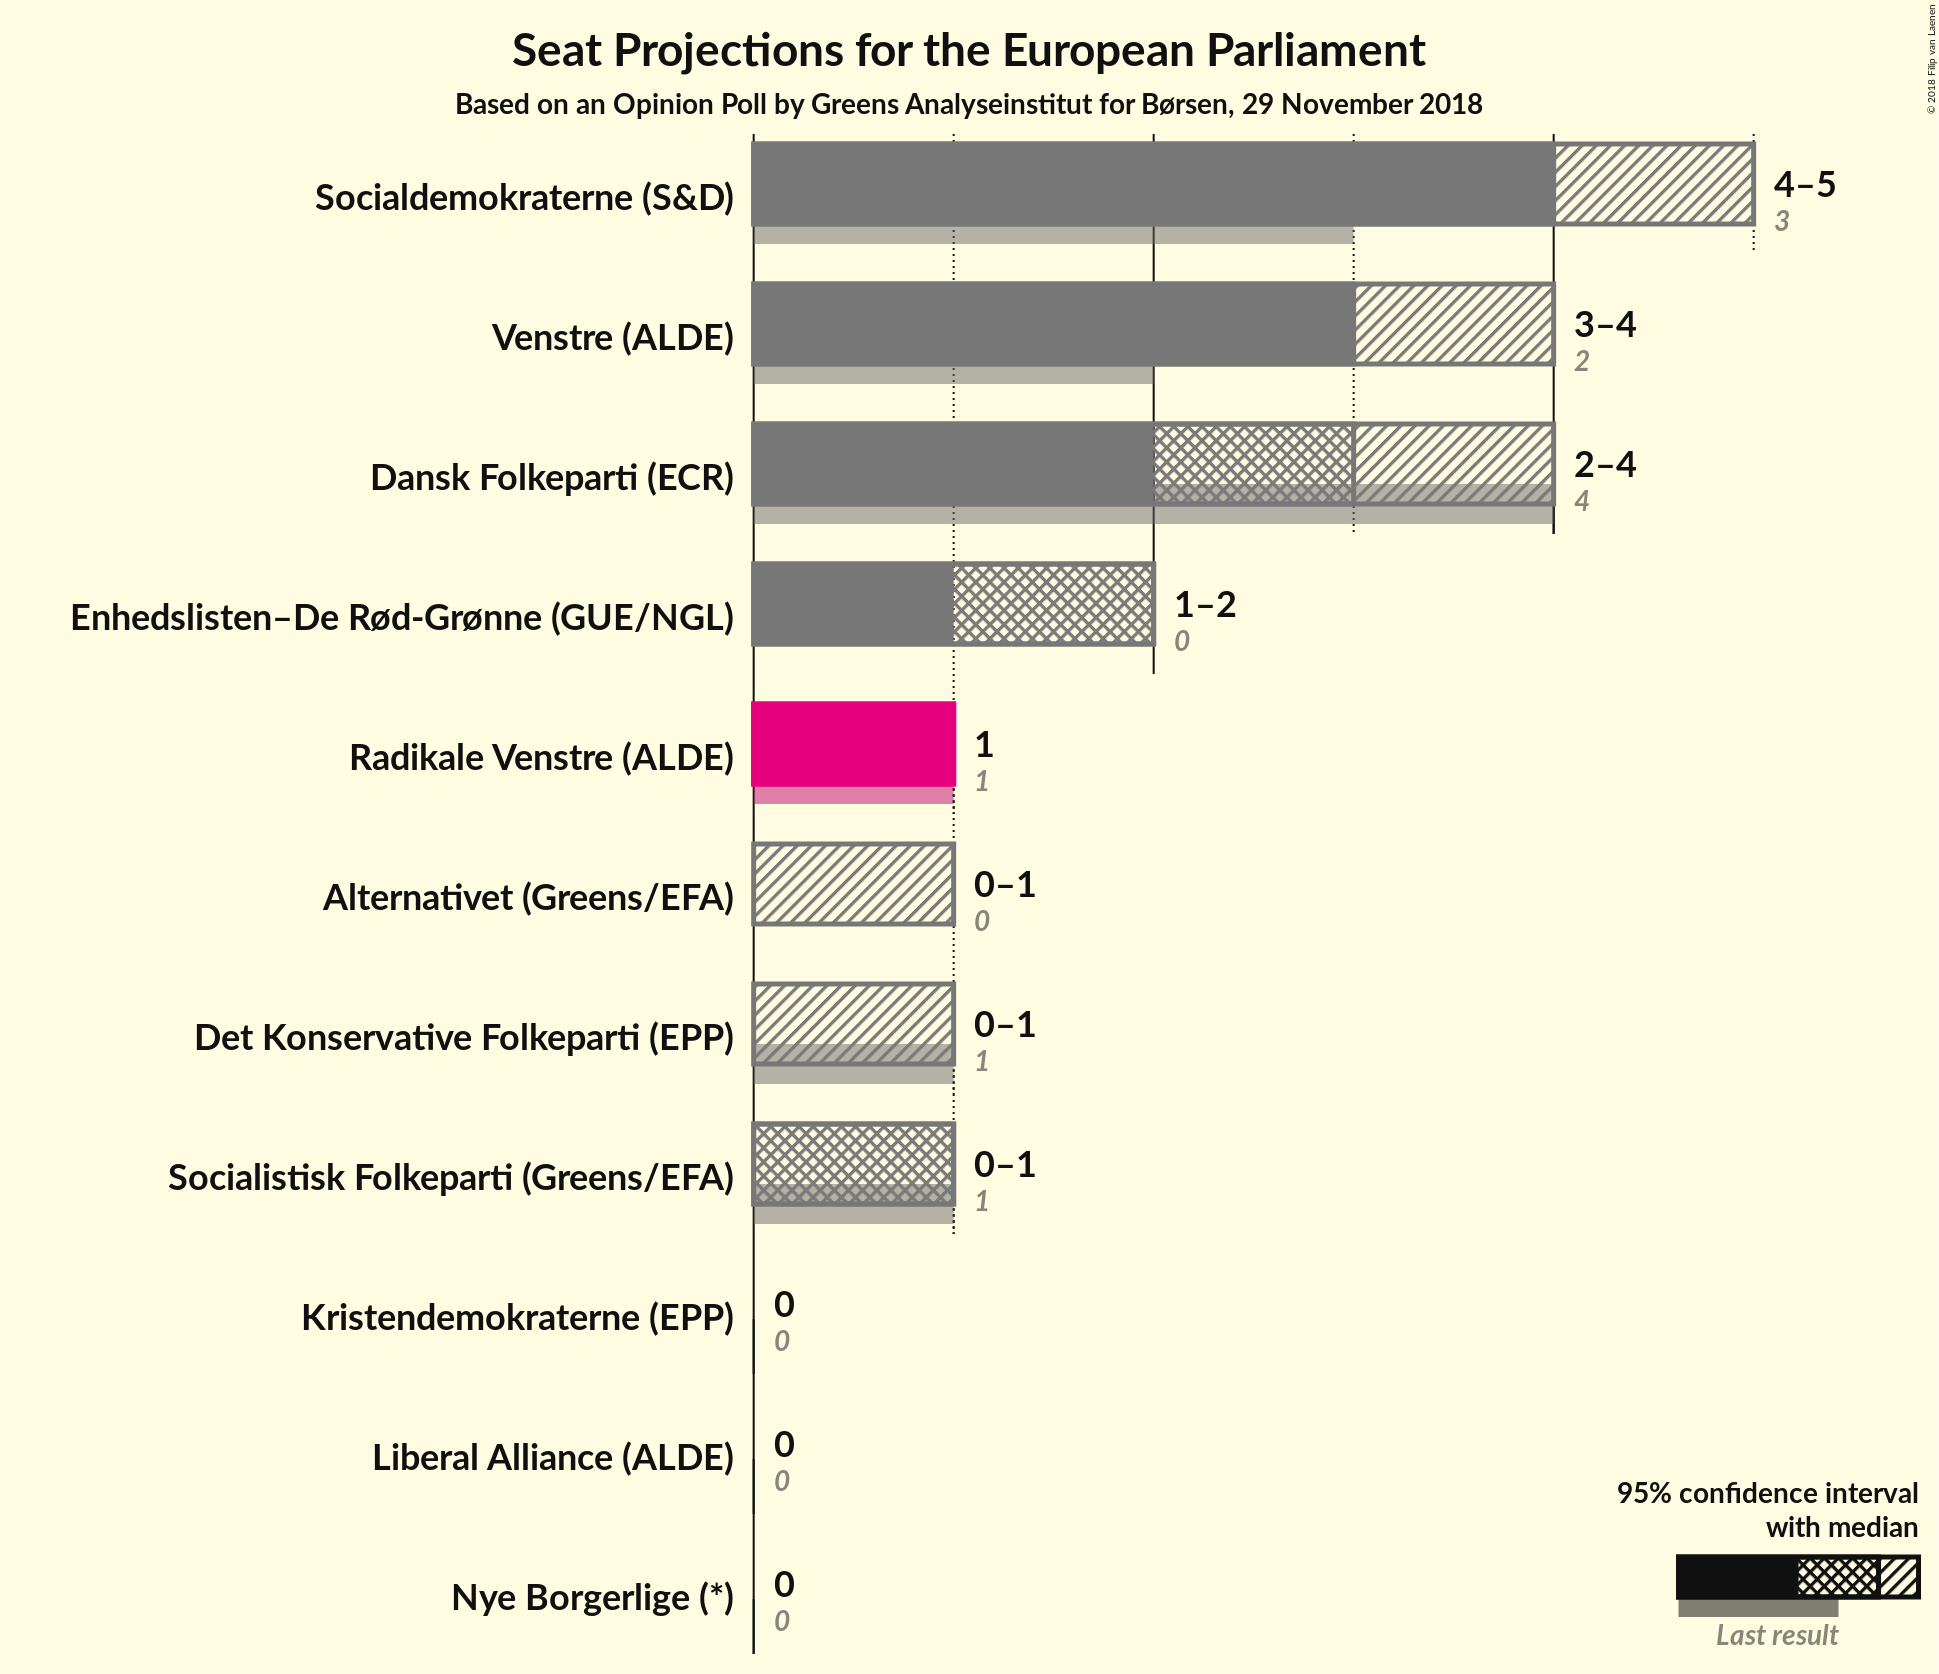 Seat Projections for the European Parliament
Based on an Opinion Poll by Greens Analyseinstitut for Børsen, 29 November 2018
© 2018 Filip van Laenen
Socialdemokraterne (S&D)
4–5
3
Venstre (ALDE)
3–4
2
Dansk Folkeparti (ECR)
2–4
4
Enhedslisten–De Rød-Grønne (GUE/NGL)
1–2
0
Radikale Venstre (ALDE)
1
1
Alternativet (Greens/EFA)
0–1
0
Det Konservative Folkeparti (EPP)
0–1
1
Socialistisk Folkeparti (Greens/EFA)
0–1
1
Kristendemokraterne (EPP)
0
0
Liberal Alliance (ALDE)
0
0
Nye Borgerlige (*)
0
0
95% confidence interval
with median
Last result